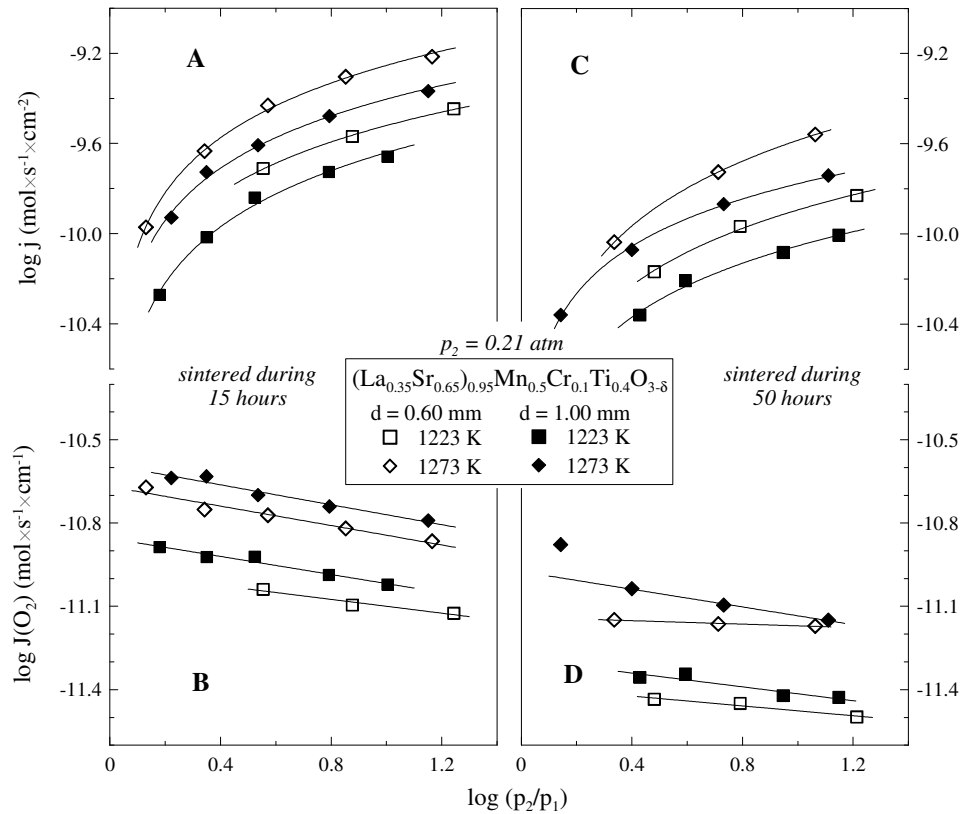 A
C
-9.2
-9.6
-10.0
-10.4
log j (mol×s⁻¹×cm⁻²)
-9.2
-9.6
-10.0
-10.4
p₂ = 0.21 atm
sintered during
15 hours
sintered during
50 hours
(La₀.₃₅Sr₀.₆₅)₀.₉₅Mn₀.₅Cr₀.₁Ti₀.₄O₃₋δ
d = 0.60 mm d = 1.00 mm
1223 K 1223 K
1273 K 1273 K
-10.5
-10.8
-11.1
-11.4
log J(O₂) (mol×s⁻¹×cm⁻¹)
-10.5
-10.8
-11.1
-11.4
B
D
0 0.4 0.8 1.2 0.4 0.8 1.2
log (p₂/p₁)